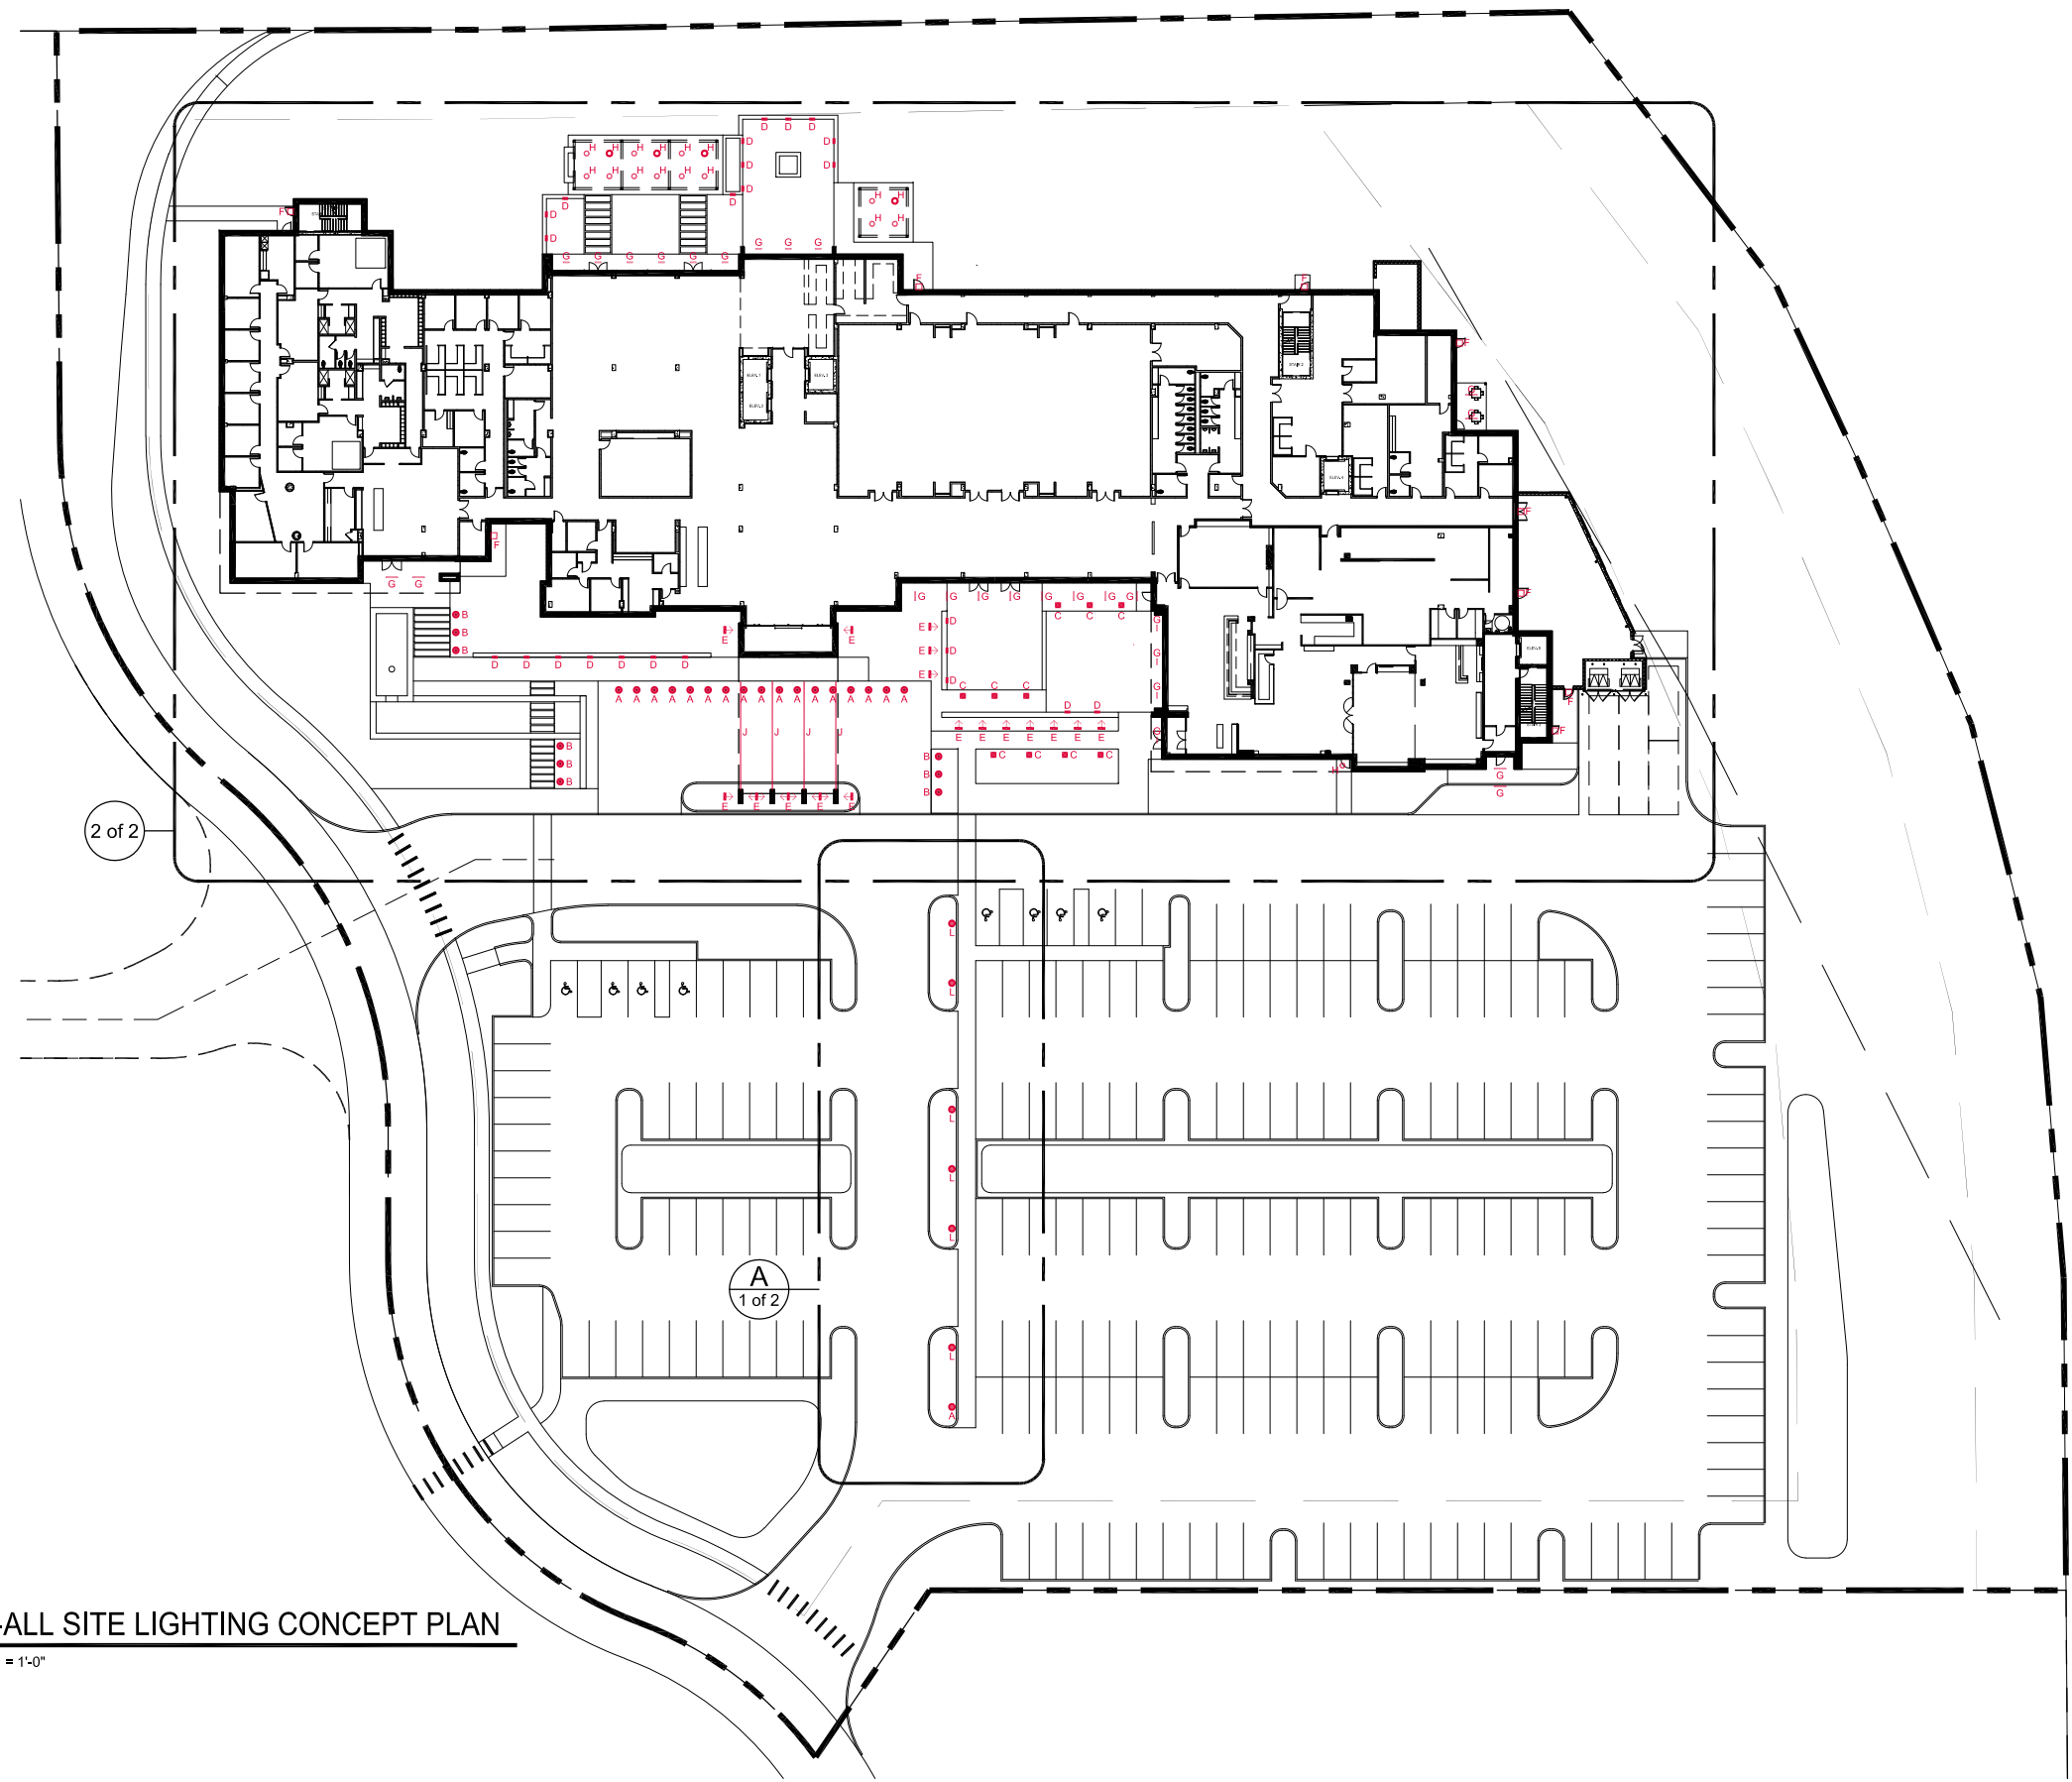 D D D
H H H H H H
D D
D D
H H H H H H
D
D D
H H
D
F
D
H H
G G G
G G G G G G
F
F
F
G
G
F
F
G G
F
G G G G G G G G
C C C
B
B
B
E D
E E
G
E D
G
D D D D D D D
E D
G
C C C
A A A A A A A A A A A A A A A A A
D D
J J J J
E E E E E E E
G
F
F
B
B
B
B
B
B
C C C C
H
G
G
E E E E E
2 of 2
L
L
L
L
L
A
1 of 2
L
A
-ALL SITE LIGHTING CONCEPT PLAN
= 1'-0"